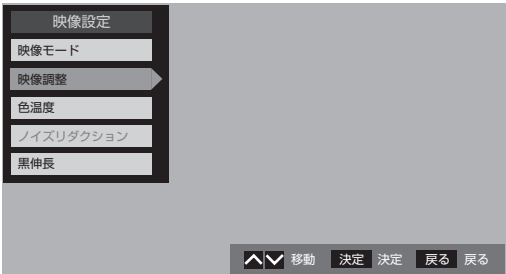 映像設定
映像モード
映像調整
色温度
ノイズリダクション
黒伸長
移動 決定 決定 戻る 戻る